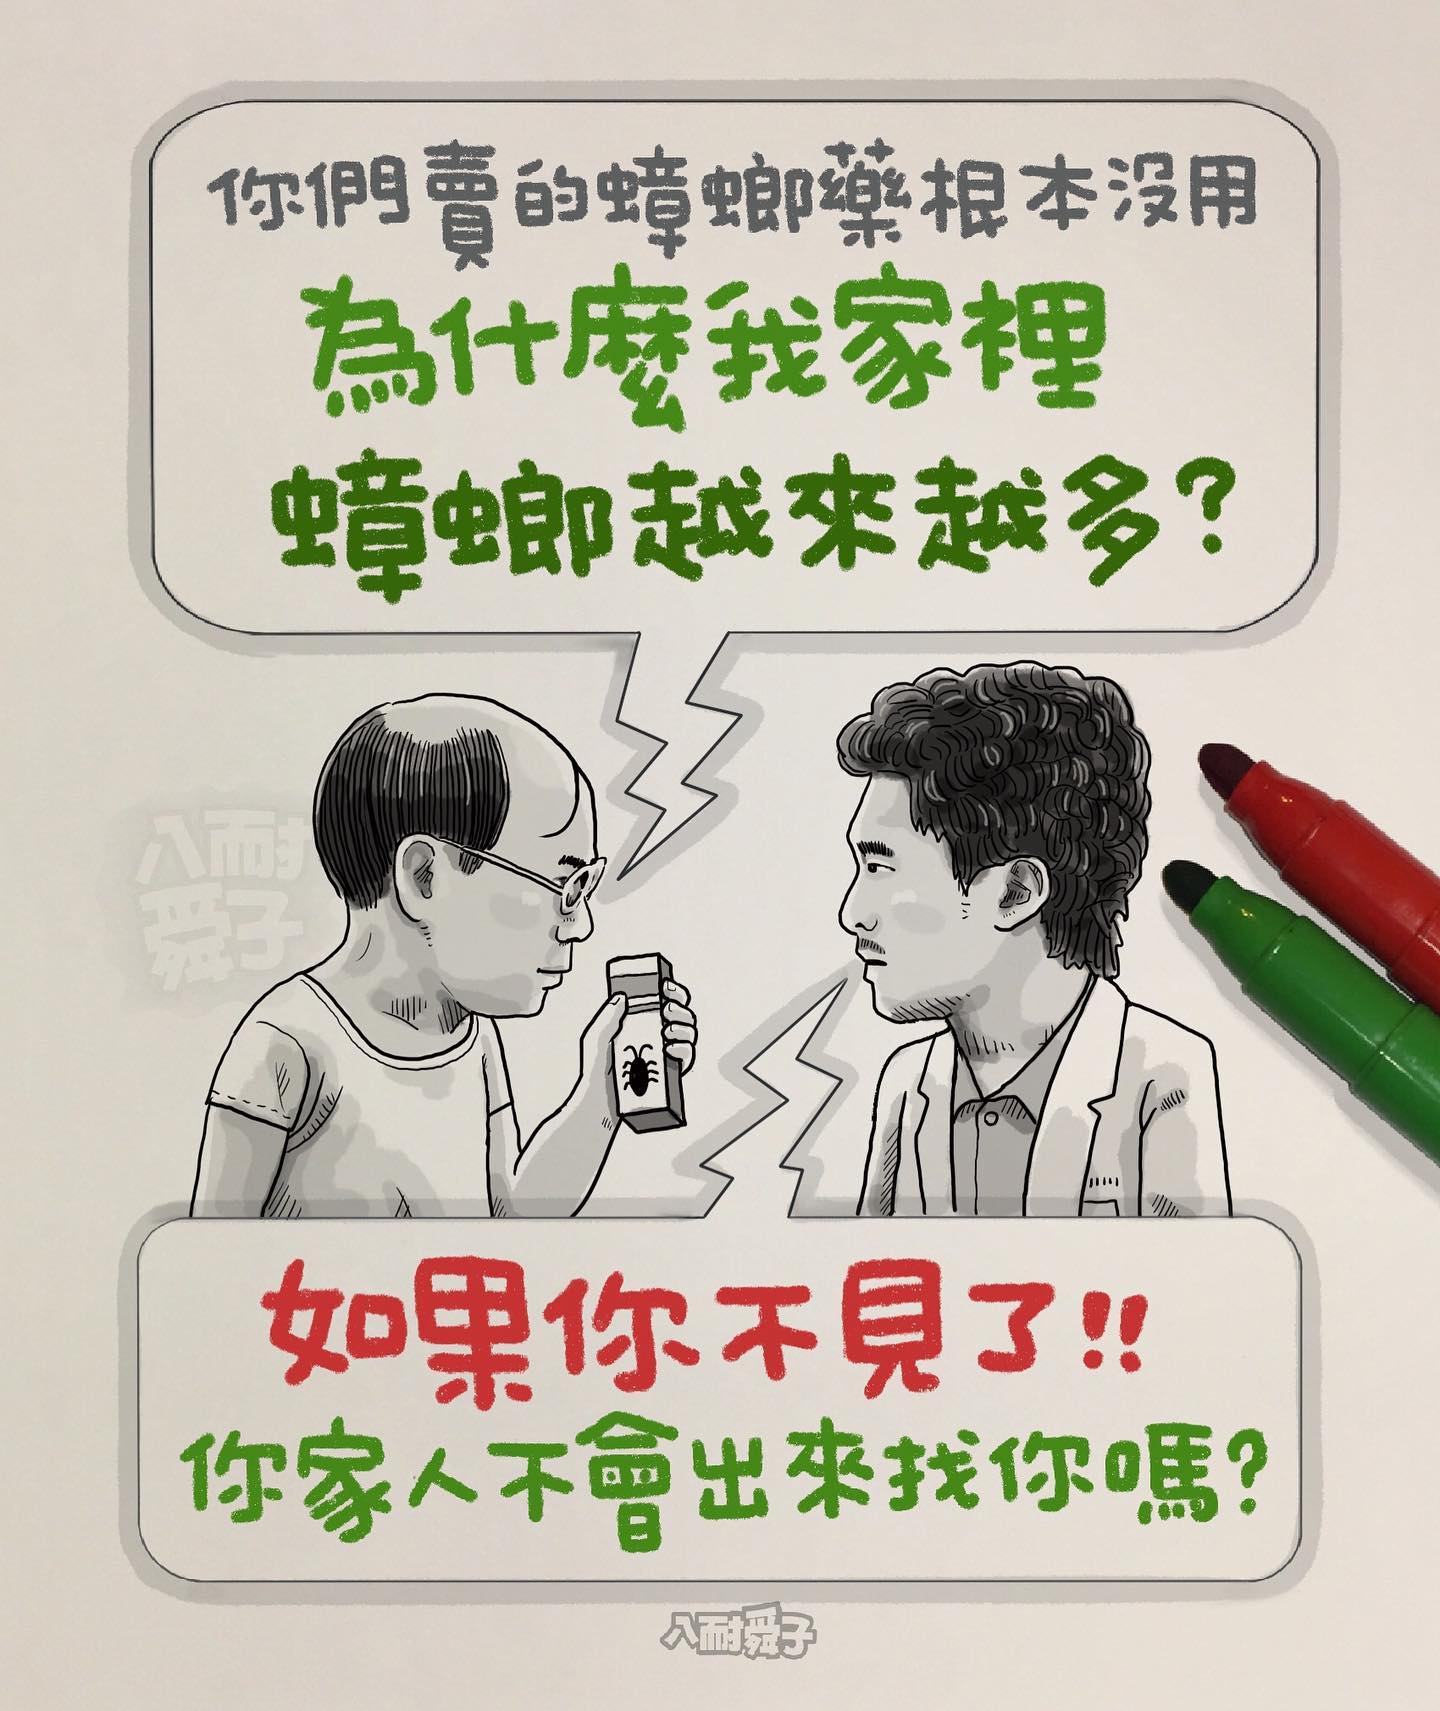 你們賣的蟑螂藥根本沒用
為什麼我家裡
蟑螂越來越多?
八耐
舜子
如果你不見了!!
你家人不會出來找你嗎?
八耐舜子